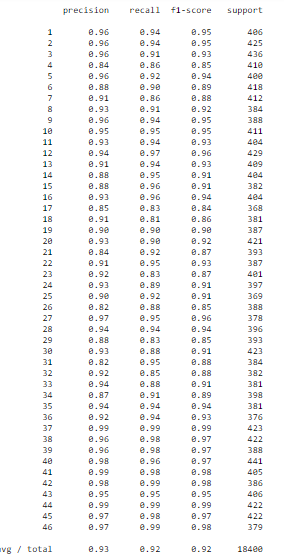 precision recall f1-score support
1 0.96 0.94 0.95 406
2 0.96 0.94 0.95 425
3 0.96 0.91 0.93 436
4 0.84 0.86 0.85 410
5 0.96 0.92 0.94 400
6 0.88 0.90 0.89 418
7 0.91 0.86 0.88 412
8 0.93 0.91 0.92 384
9 0.96 0.94 0.95 388
10 0.95 0.95 0.95 411
11 0.93 0.94 0.93 404
12 0.94 0.97 0.96 429
13 0.91 0.94 0.93 409
14 0.88 0.95 0.91 404
15 0.88 0.96 0.91 382
16 0.93 0.96 0.94 404
17 0.85 0.83 0.84 368
18 0.91 0.81 0.86 381
19 0.90 0.90 0.90 387
20 0.93 0.90 0.92 421
21 0.84 0.92 0.87 393
22 0.91 0.95 0.93 387
23 0.92 0.83 0.87 401
24 0.93 0.89 0.91 397
25 0.90 0.92 0.91 369
26 0.82 0.88 0.85 388
27 0.97 0.95 0.96 378
28 0.94 0.94 0.94 396
29 0.88 0.83 0.85 393
30 0.93 0.88 0.91 423
31 0.82 0.95 0.88 384
32 0.92 0.85 0.88 382
33 0.94 0.88 0.91 381
34 0.87 0.91 0.89 398
35 0.94 0.94 0.94 381
36 0.92 0.94 0.93 376
37 0.99 0.99 0.99 423
38 0.96 0.98 0.97 422
39 0.96 0.98 0.97 388
40 0.98 0.96 0.97 441
41 0.99 0.98 0.98 405
42 0.98 0.99 0.98 386
43 0.95 0.95 0.95 406
44 0.99 0.99 0.99 422
45 0.97 0.98 0.97 422
46 0.97 0.99 0.98 379
vg / total 0.93 0.92 0.92 18400